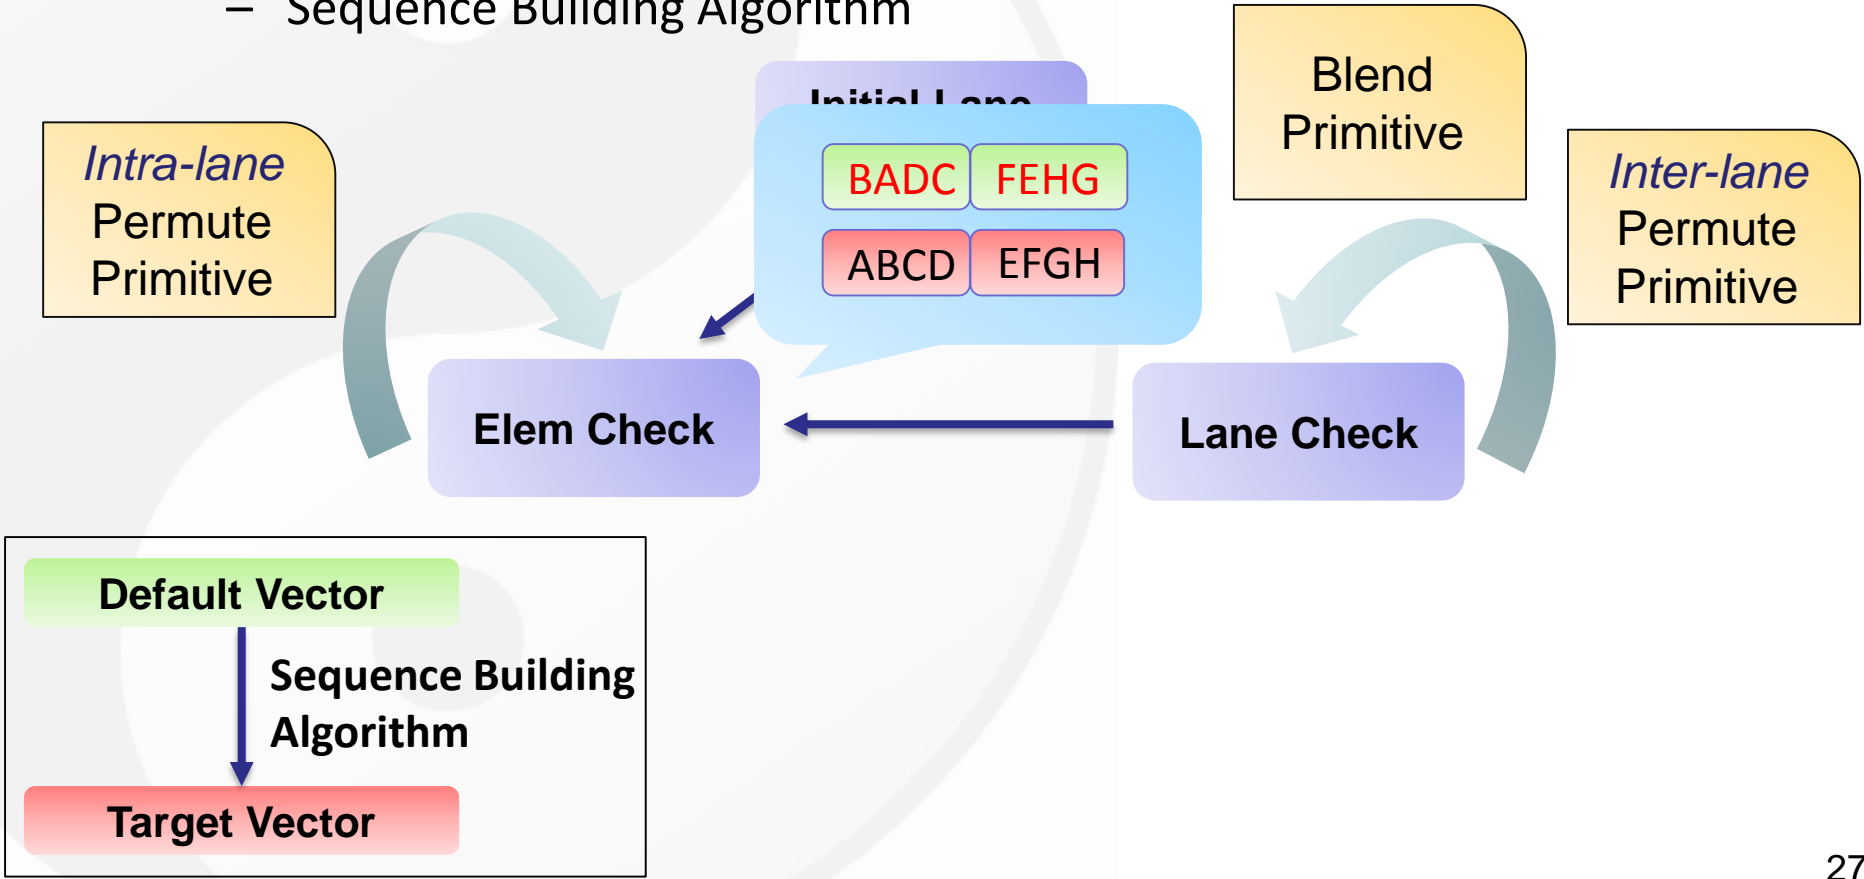 – Sequence Building Algorithm
Initial Lane
Blend
Primitive
Intra-lane
Permute
Primitive
Inter-lane
Permute
Primitive
BADC FEHG
ABCD EFGH
Elem Check
Lane Check
Default Vector
Sequence Building
Algorithm
Target Vector
27